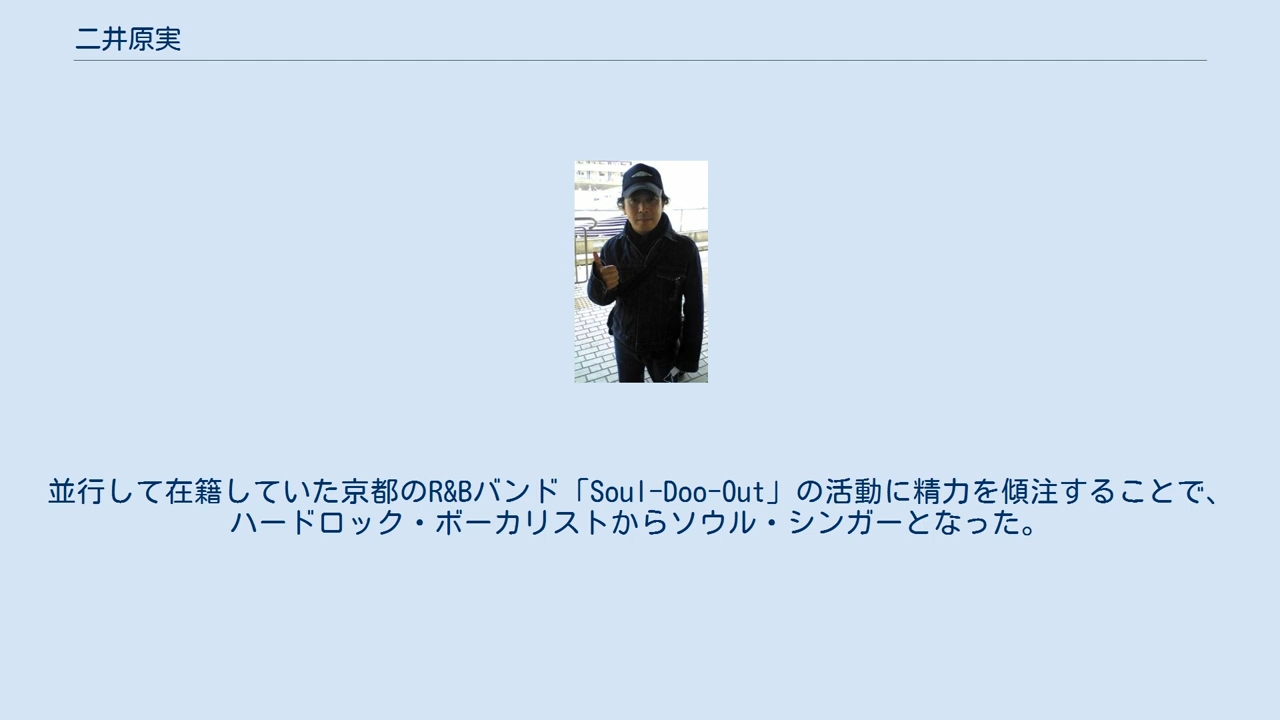 二井原実
並行して在籍していた京都のR&Bバンド「Soul-Doo-Out」の活動に精力を傾注することで、
ハードロック・ボーカリストからソウル・シンガーとなった。